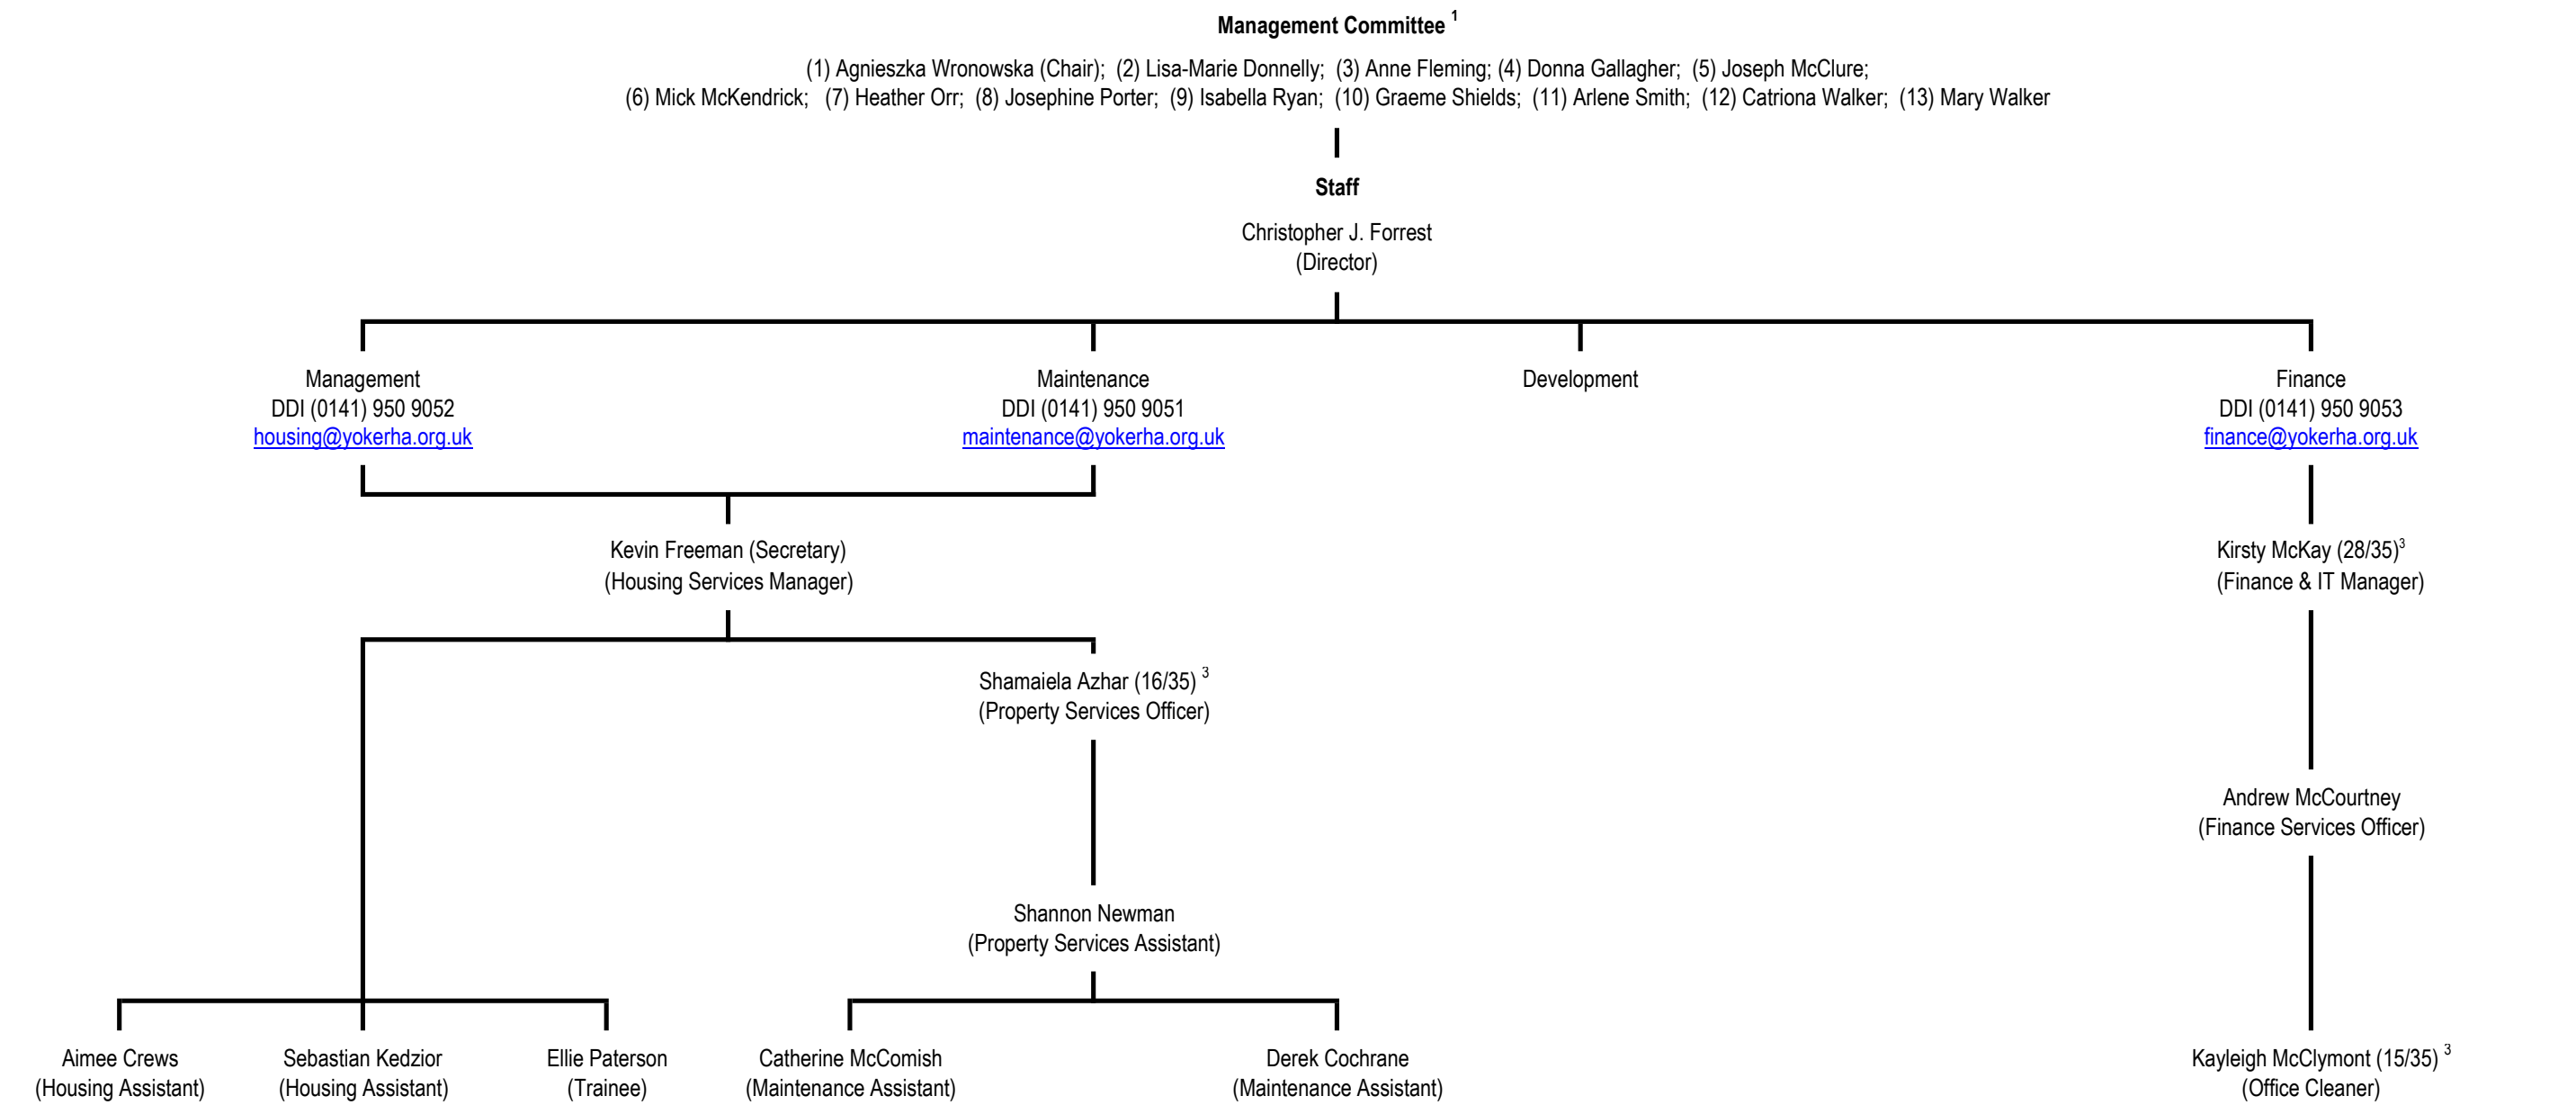 Management Committee 1
(1) Agnieszka Wronowska (Chair); (2) Lisa-Marie Donnelly; (3) Anne Fleming; (4) Donna Gallagher; (5) Joseph McClure;
(6) Mick McKendrick; (7) Heather Orr; (8) Josephine Porter; (9) Isabella Ryan; (10) Graeme Shields; (11) Arlene Smith; (12) Catriona Walker; (13) Mary Walker
Staff
Christopher J. Forrest
(Director)
Management
DDI (0141) 950 9052
housing@yokerha.org.uk
Maintenance
DDI (0141) 950 9051
maintenance@yokerha.org.uk
Development
Finance
DDI (0141) 950 9053
finance@yokerha.org.uk
Kevin Freeman (Secretary)
(Housing Services Manager)
Kirsty McKay (28/35)3
(Finance & IT Manager)
Shamaiela Azhar (16/35) 3
(Property Services Officer)
Andrew McCourtney
(Finance Services Officer)
Shannon Newman
(Property Services Assistant)
Aimee Crews
(Housing Assistant)
Sebastian Kedzior
(Housing Assistant)
Ellie Paterson
(Trainee)
Catherine McComish
(Maintenance Assistant)
Derek Cochrane
(Maintenance Assistant)
Kayleigh McClymont (15/35) 3
(Office Cleaner)